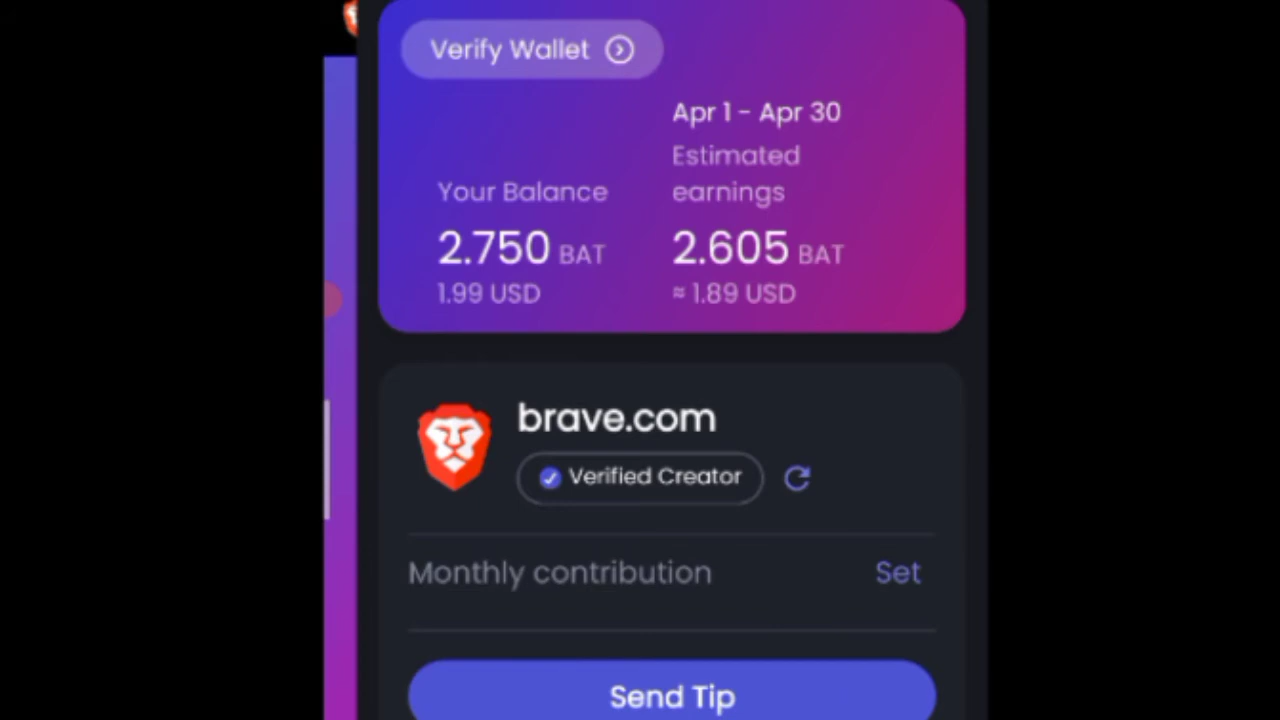 Verify Wallet
Apr 1 - Apr 30
Your Balance
Estimated
earnings
2.750 BAT
2.605 BAT
1.99 USD
≈ 1.89 USD
brave.com
Verified Creator
Monthly contribution
Set
Send Tip